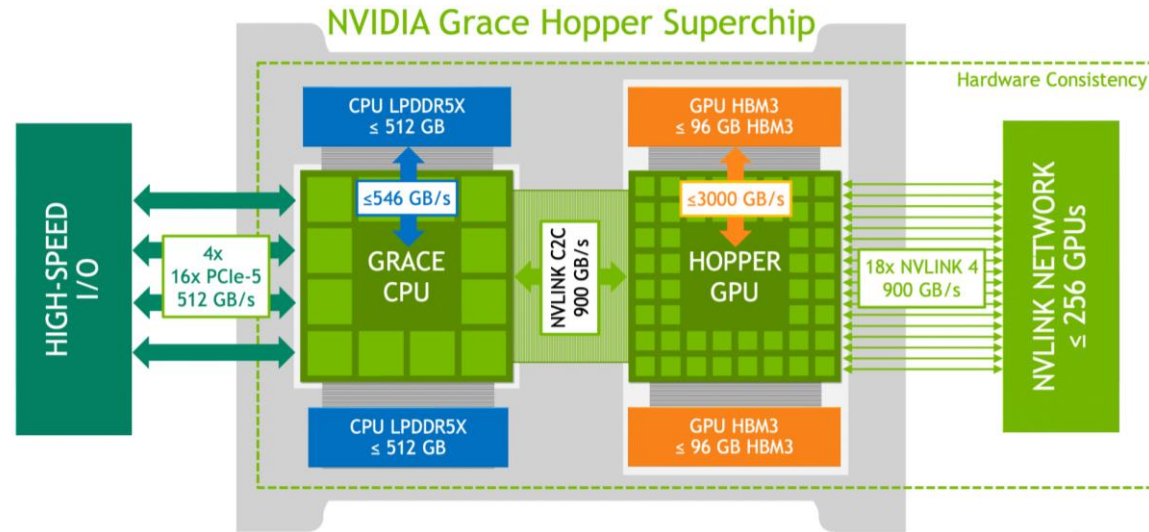 NVIDIA Grace Hopper Superchip
Hardware Consistency
HIGH-SPEED
I/O
4x
16x PCIe-5
512 GB/s
CPU LPDDR5X
≤ 512 GB
≤546 GB/s
GRACE
CPU
CPU LPDDR5X
≤ 512 GB
NVLINK C2C
900 GB/s
GPU HBM3
≤ 96 GB HBM3
≤3000 GB/s
HOPPER
GPU
GPU HBM3
≤ 96 GB HBM3
18x NVLINK 4
900 GB/s
NVLINK NETWORK
≤ 256 GPUs